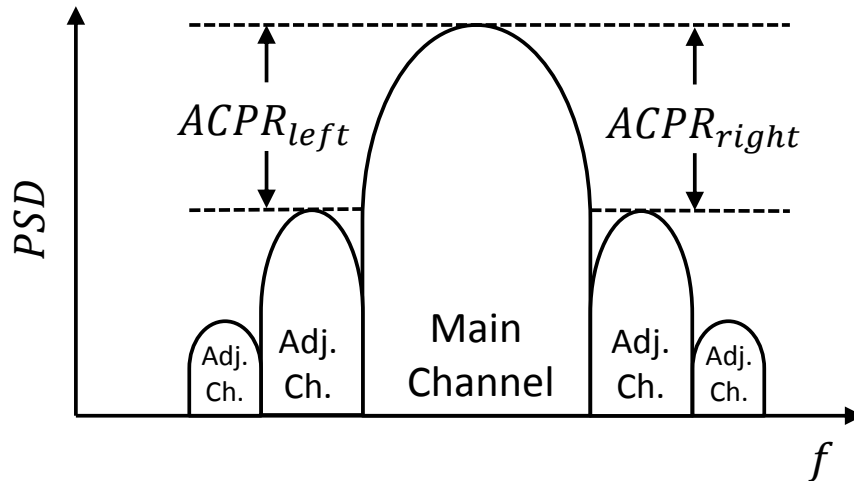 ACPR_left
ACPR_right
PSD
Adj.
Ch.
Adj.
Ch.
Main
Channel
Adj.
Ch.
Adj.
Ch.
f